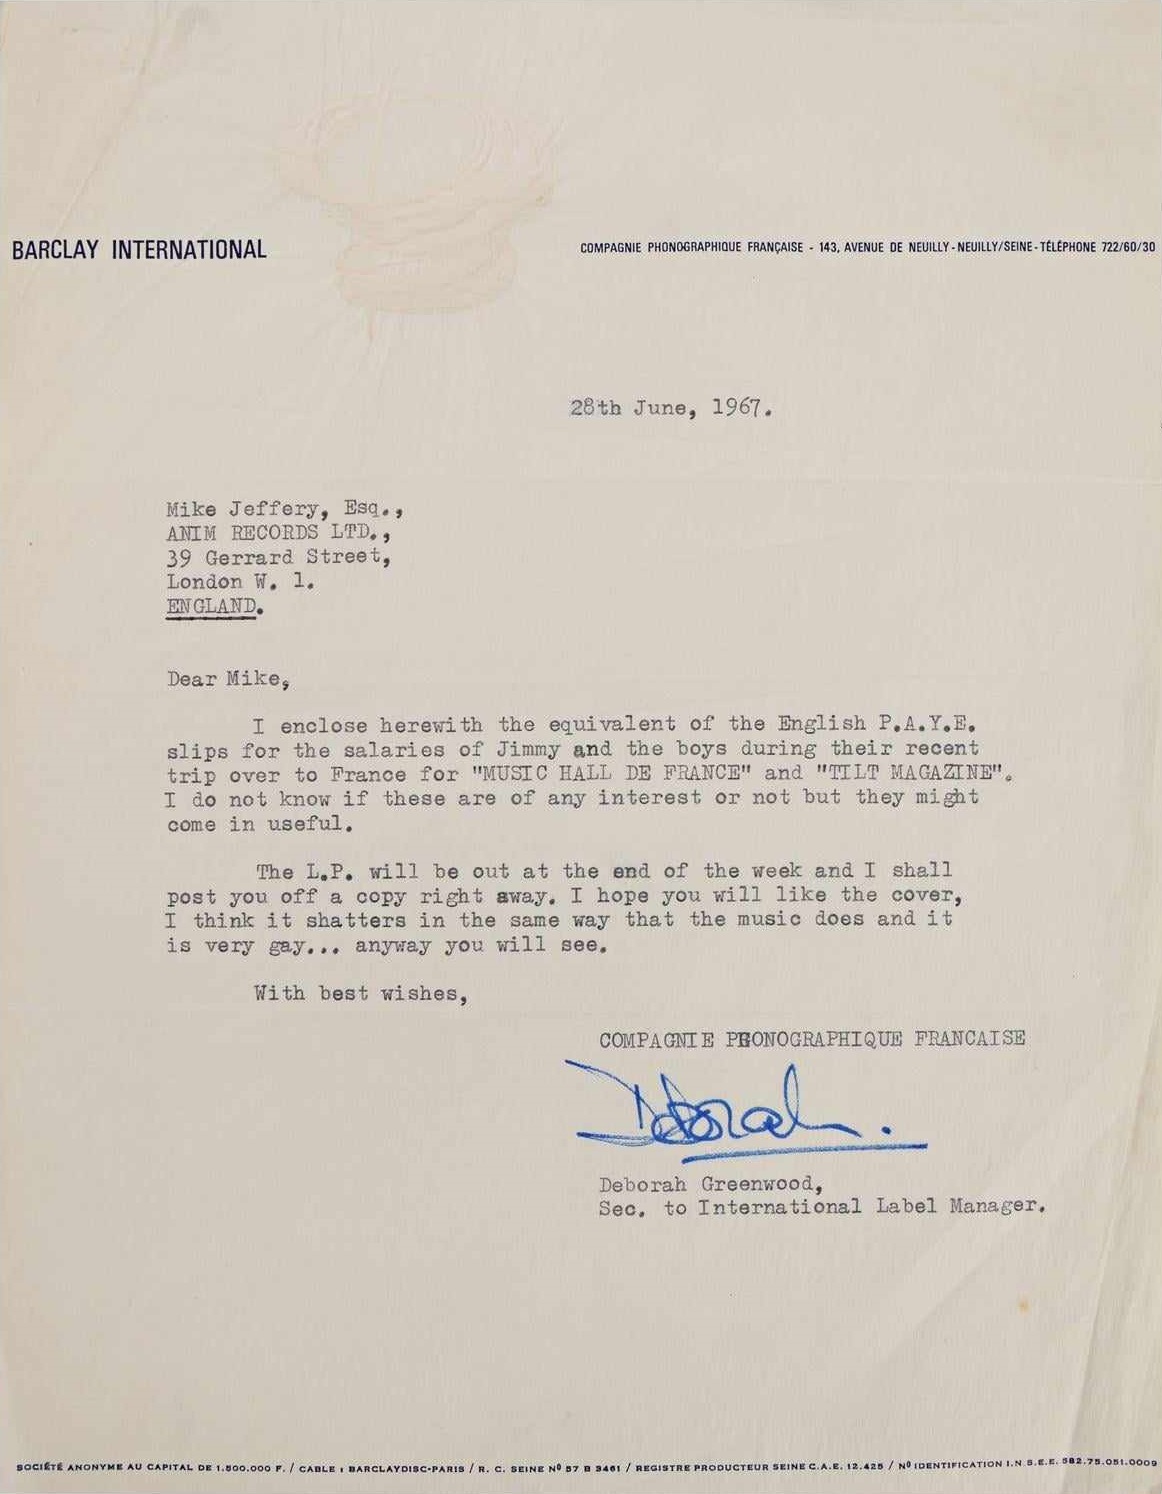 BARCLAY INTERNATIONAL
COMPAGNIE PHONOGRAPHIQUE FRANÇAISE - 143, AVENUE DE NEUILLY - NEUILLY/SEINE - TÉLÉPHONE 722/60/30
28th June, 1967.
Mike Jeffery, Esq.,
ANIM RECORDS LTD.,
39 Gerrard Street,
London W. 1.
ENGLAND.
Dear Mike,
I enclose herewith the equivalent of the English P.A.Y.E.
slips for the salaries of Jimmy and the boys during their recent
trip over to France for "MUSIC HALL DE FRANCE" and "TILT MAGAZINE".
I do not know if these are of any interest or not but they might
come in useful.
The L.P. will be out at the end of the week and I shall
post you off a copy right away. I hope you will like the cover,
I think it shatters in the same way that the music does and it
is very gay... anyway you will see.
With best wishes,
COMPAGNIE PHONOGRAPHIQUE FRANCAISE
Deborah.
Deborah Greenwood,
Sec. to International Label Manager.
SOCIÉTÉ ANONYME AU CAPITAL DE 1.500.000 F. / CABLE : BARCLAYDISC-PARIS / R. C. SEINE Nº 57 B 3461 / REGISTRE PRODUCTEUR SEINE C.A.E. 12.425 / Nº IDENTIFICATION I.N S.E.E. 582.75.051.0009